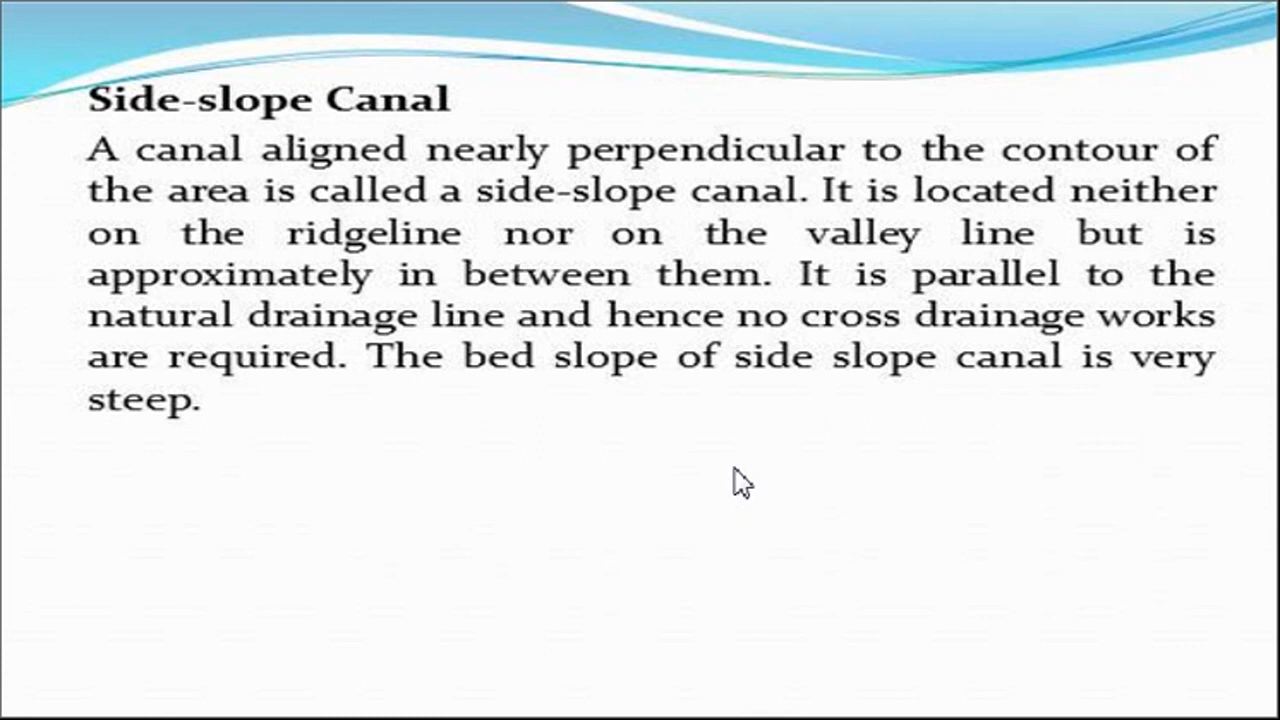 Side-slope Canal
A canal aligned nearly perpendicular to the contour of
the area is called a side-slope canal. It is located neither
on the ridgeline nor on the valley line but is
approximately in between them. It is parallel to the
natural drainage line and hence no cross drainage works
are required. The bed slope of side slope canal is very
steep.